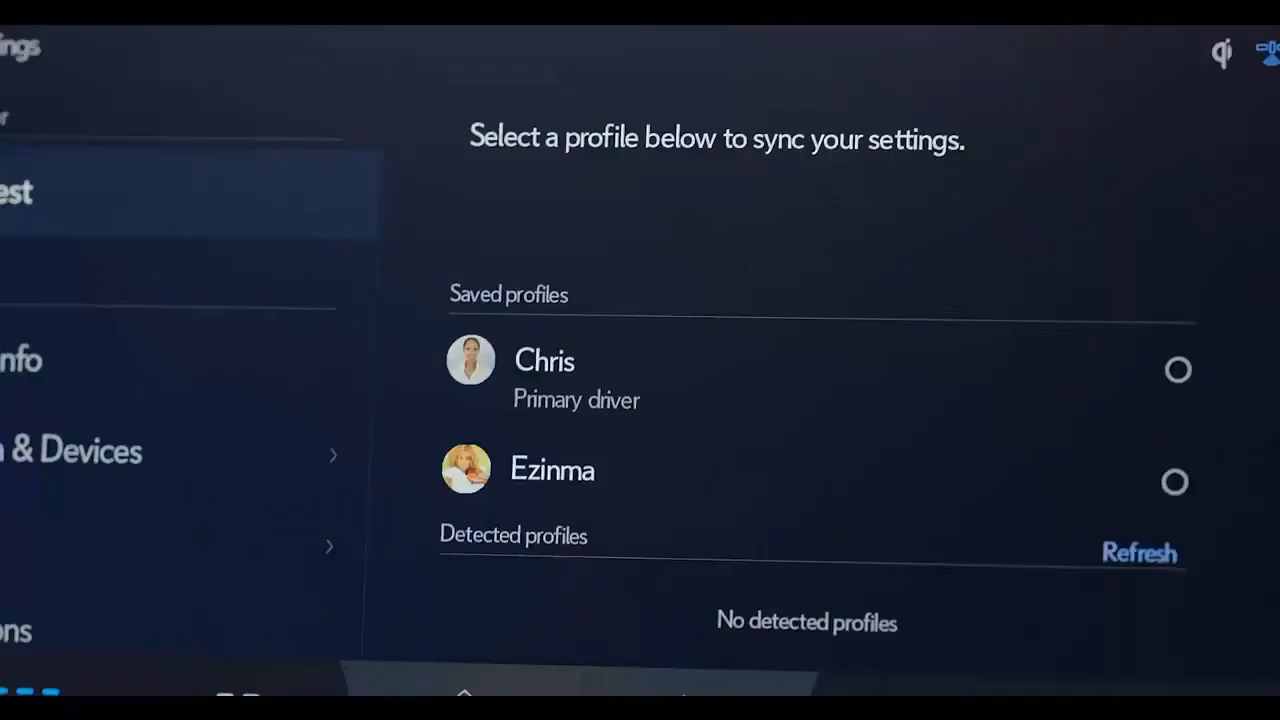 ings
r
Select a profile below to sync your settings.
est
Saved profiles
nfo
Chris
Primary driver
& Devices
Ezinma
Detected profiles
Refresh
ons
No detected profiles